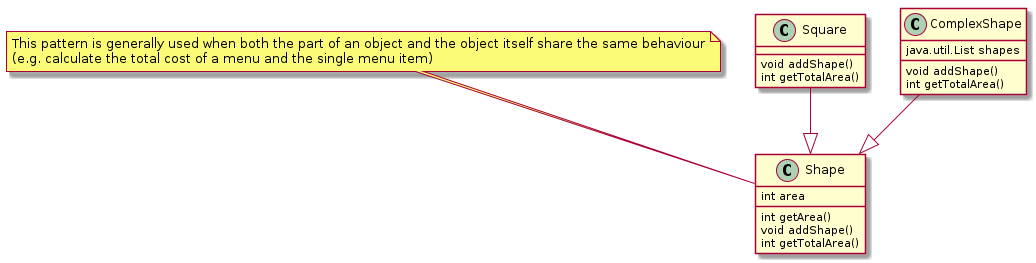 This pattern is generally used when both the part of an object and the object itself share the same behaviour
(e.g. calculate the total cost of a menu and the single menu item)
C Square
void addShape()
int getTotalArea()
C ComplexShape
java.util.List shapes
void addShape()
int getTotalArea()
C Shape
int area
int getArea()
void addShape()
int getTotalArea()